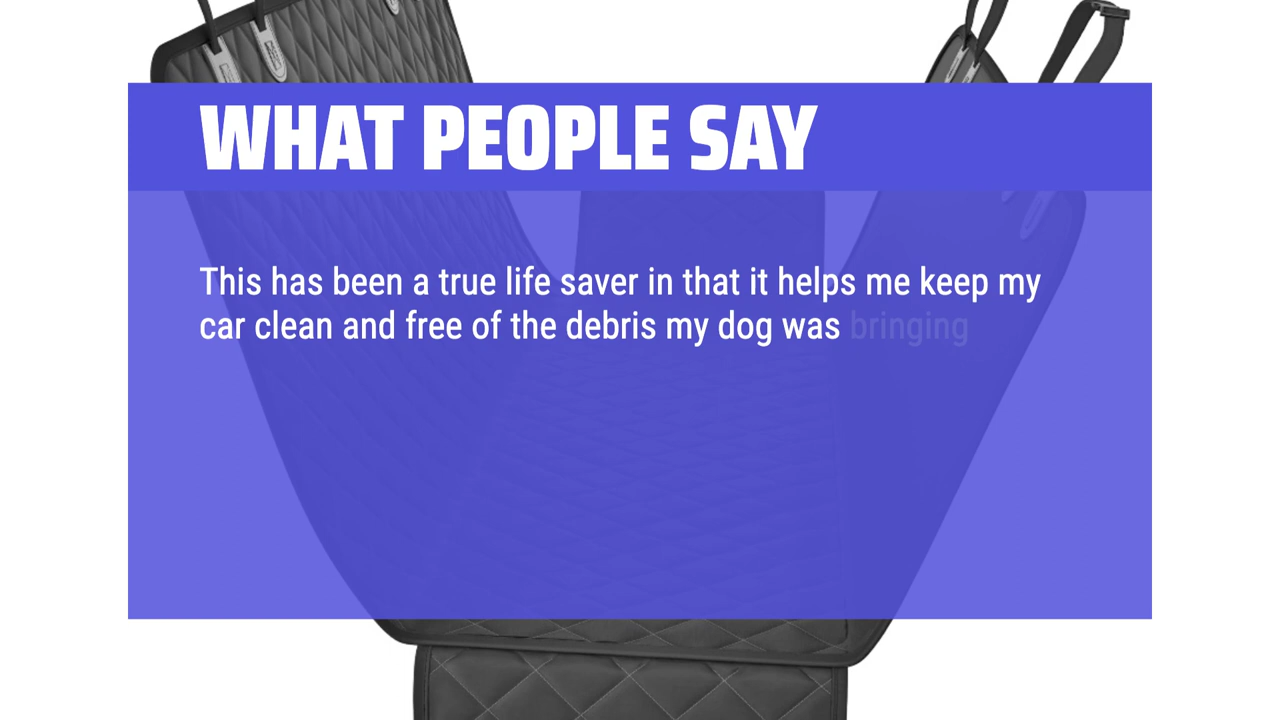 WHAT PEOPLE SAY
This has been a true life saver in that it helps me keep my
car clean and free of the debris my dog was bringing